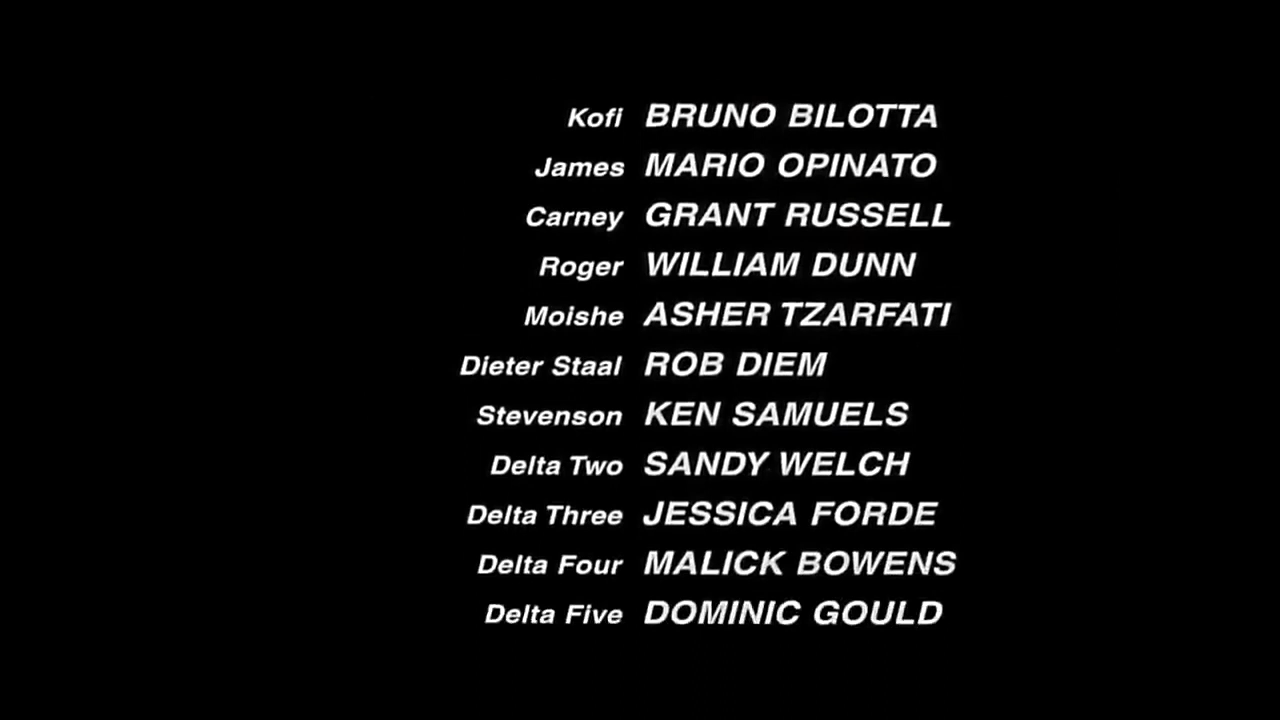 Kofi BRUNO BILOTTA
James MARIO OPINATO
Carney GRANT RUSSELL
Roger WILLIAM DUNN
Moishe ASHER TZARFATI
Dieter Staal ROB DIEM
Stevenson KEN SAMUELS
Delta Two SANDY WELCH
Delta Three JESSICA FORDE
Delta Four MALICK BOWENS
Delta Five DOMINIC GOULD